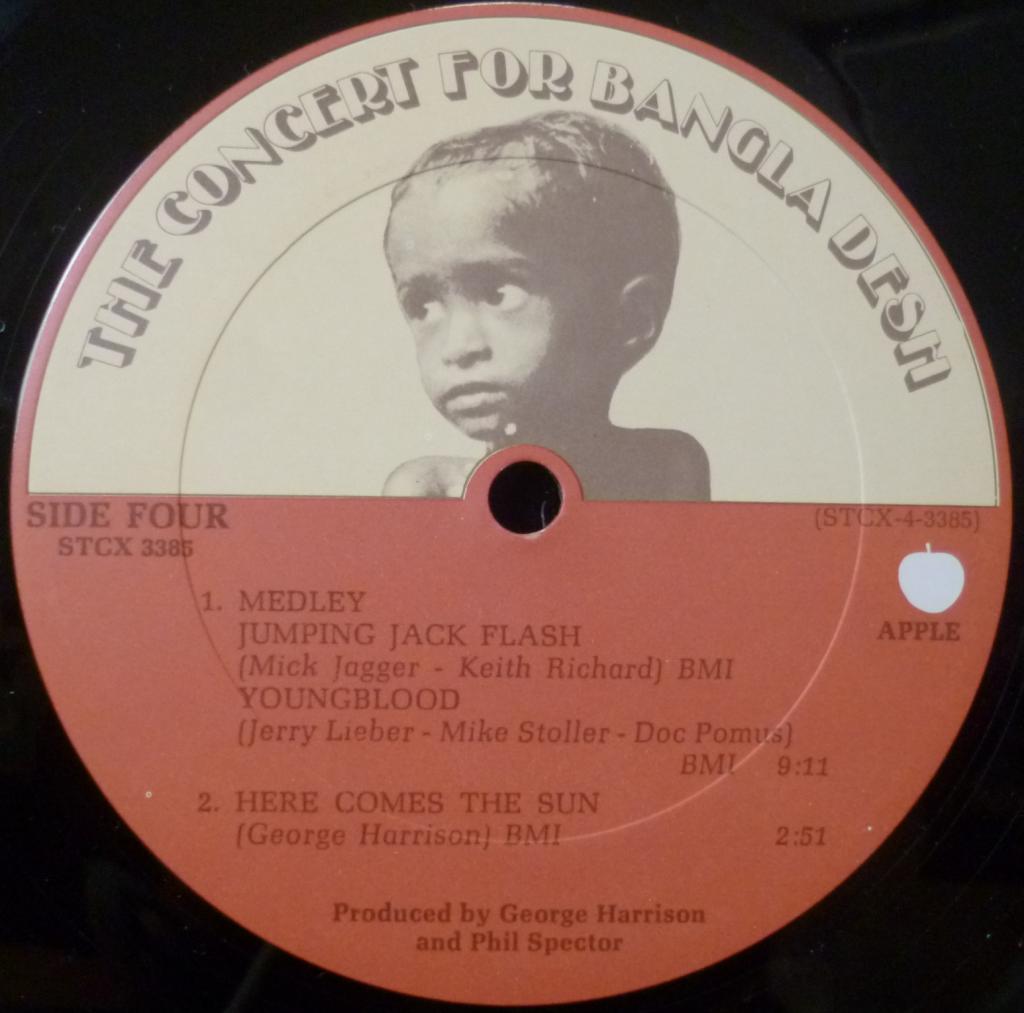 THE CONCERT FOR BANGLA DESH
SIDE FOUR
STCX 3385
(STCX-4-3385)
APPLE
1. MEDLEY
JUMPING JACK FLASH
(Mick Jagger - Keith Richard) BMI
YOUNGBLOOD
(Jerry Lieber - Mike Stoller - Doc Pomus)
BMI 9:11
2. HERE COMES THE SUN
(George Harrison) BMI 2:51
Produced by George Harrison
and Phil Spector